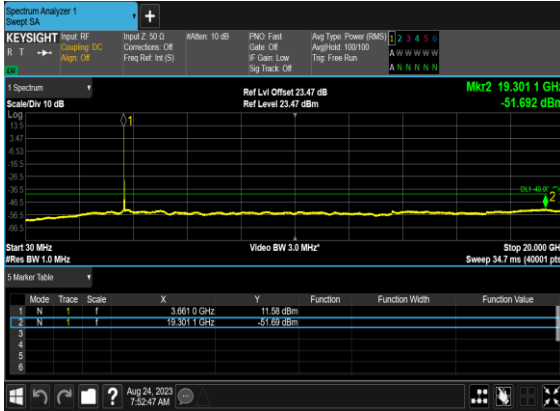 Spectrum Analyzer 1
Swept SA
+
KEYSIGHT Input: RF Input Z: 50 Ω #Atten: 10 dB PNO: Fast Avg Type: Power (RMS) 1 2 3 4 5 6
R T Coupling: DC Corrections: Off Gate: Off Avg|Hold: 100/100 A W W W W W
Align: Off Freq Ref: Int (S) IF Gain: Low Trig: Free Run
Sig Track: Off A N N N N N
1 Spectrum Ref Lvl Offset 23.47 dB Mkr2 19.301 1 GHz
Scale/Div 10 dB Ref Level 23.47 dBm -51.692 dBm
Log
13.5
3.47
-6.53
-16.5
-26.5
-36.5
-46.5
-56.5
-66.5
1
2
Start 30 MHz Video BW 3.0 MHz* Stop 20.000 GH
#Res BW 1.0 MHz Sweep 34.7 ms (40001 pts
5 Marker Table
Mode Trace Scale X Y Function Function Width Function Value
1 N 1 f 3.661 0 GHz 11.58 dBm
2 N 1 f 19.301 1 GHz -51.69 dBm
3
4
5
6
? Aug 24, 2023
7:52:47 AM